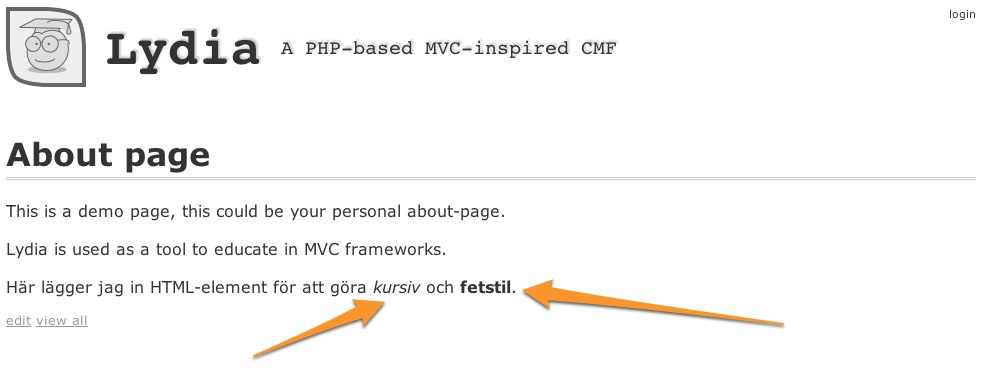 login
Lydia A PHP-based MVC-inspired CMF
About page
This is a demo page, this could be your personal about-page.
Lydia is used as a tool to educate in MVC frameworks.
Här lägger jag in HTML-element för att göra kursiv och fetstil.
edit view all